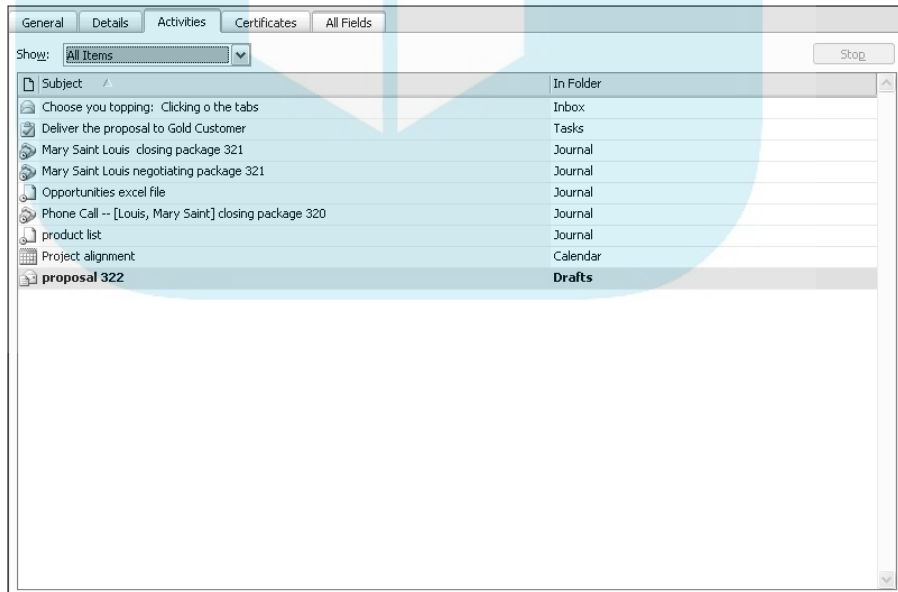 General Details Activities Certificates All Fields
Show: All Items Stop
Subject In Folder
Choose you topping: Clicking o the tabs Inbox
Deliver the proposal to Gold Customer Tasks
Mary Saint Louis closing package 321 Journal
Mary Saint Louis negotiating package 321 Journal
Opportunities excel file Journal
Phone Call -- [Louis, Mary Saint] closing package 320 Journal
product list Journal
Project alignment Calendar
proposal 322 Drafts